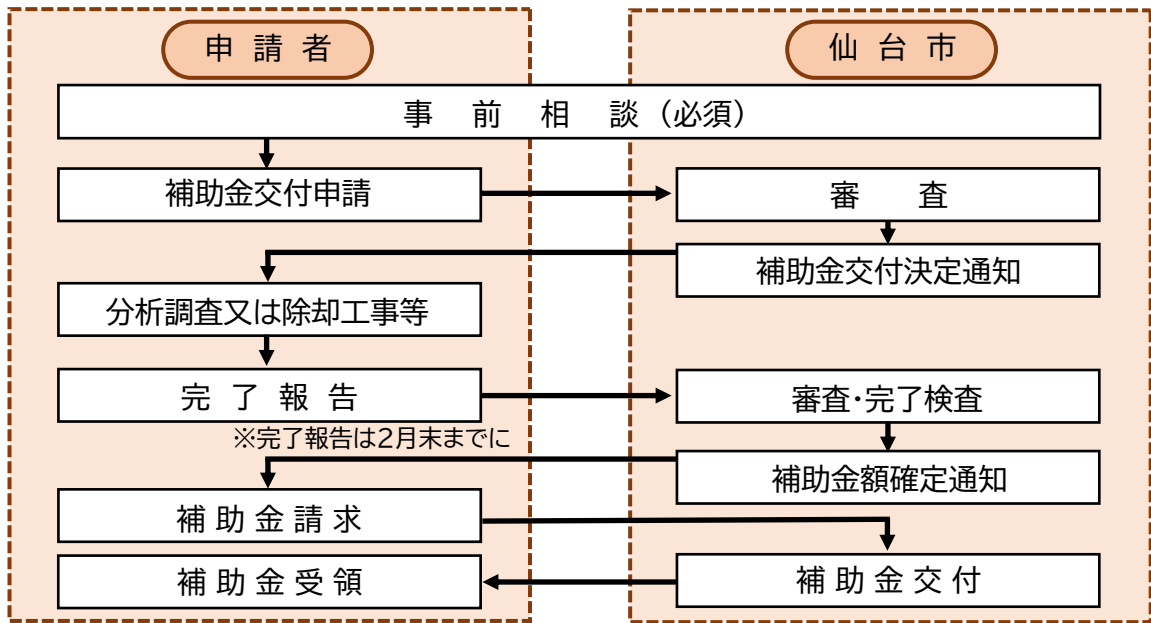 申請者
仙台市
事前相談（必須）
補助金交付申請
審査
補助金交付決定通知
分析調査又は除却工事等
完了報告
※完了報告は2月末までに
審査・完了検査
補助金額確定通知
補助金請求
補助金交付
補助金受領